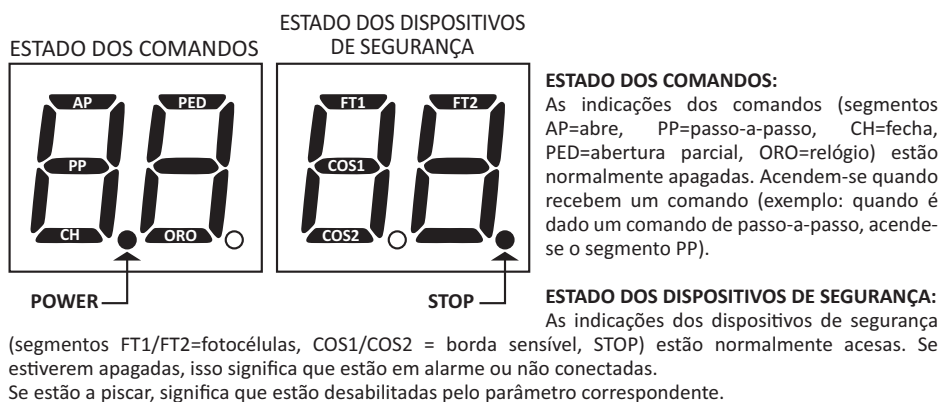 ESTADO DOS COMANDOS
ESTADO DOS DISPOSITIVOS
DE SEGURANÇA
AP PED
PP
CH ORO
POWER
FT1 FT2
COS1
COS2
STOP
ESTADO DOS COMANDOS:
As indicações dos comandos (segmentos
AP=abre, PP=passo-a-passo, CH=fecha,
PED=abertura parcial, ORO=relógio) estão
normalmente apagadas. Acendem-se quando
recebem um comando (exemplo: quando é
dado um comando de passo-a-passo, acende-
se o segmento PP).
ESTADO DOS DISPOSITIVOS DE SEGURANÇA:
As indicações dos dispositivos de segurança
(segmentos FT1/FT2=fotocélulas, COS1/COS2 = borda sensível, STOP) estão normalmente acesas. Se
estiverem apagadas, isso significa que estão em alarme ou não conectadas.
Se estão a piscar, significa que estão desabilitadas pelo parâmetro correspondente.